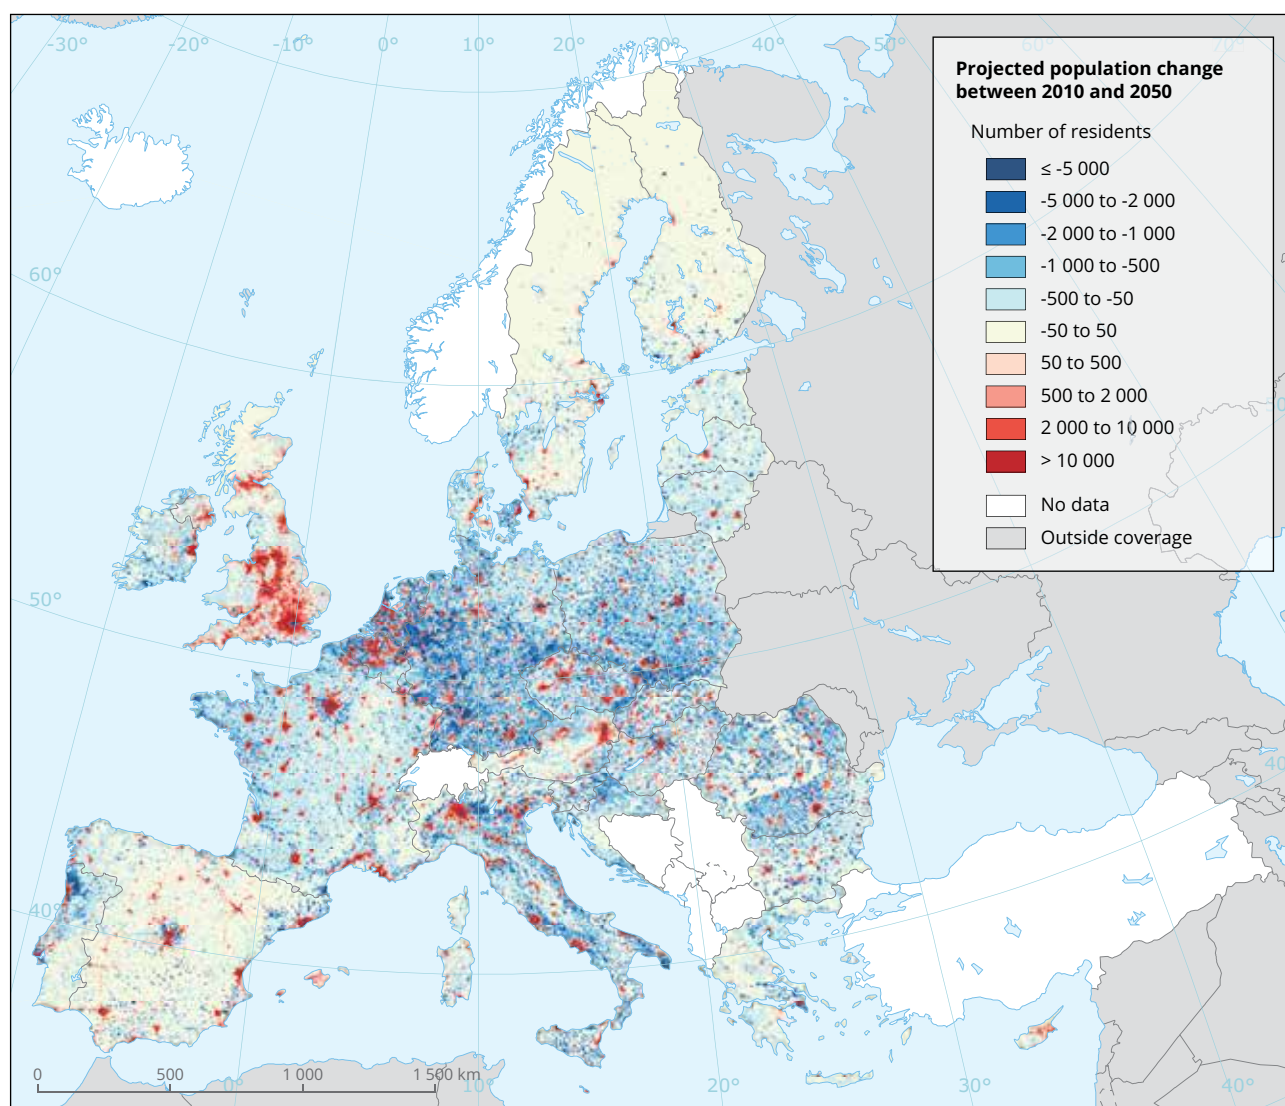 -30°
-20°
-10°
0°
10°
20°
30°
40°
50°
60°
70°
Projected population change
between 2010 and 2050
Number of residents
≤ -5 000
-5 000 to -2 000
-2 000 to -1 000
-1 000 to -500
-500 to -50
-50 to 50
50 to 500
500 to 2 000
2 000 to 10 000
> 10 000
No data
Outside coverage
60°
50°
50
40°
40
0
500
1 000
1 500 km
0°
10°
20°
30°
40°